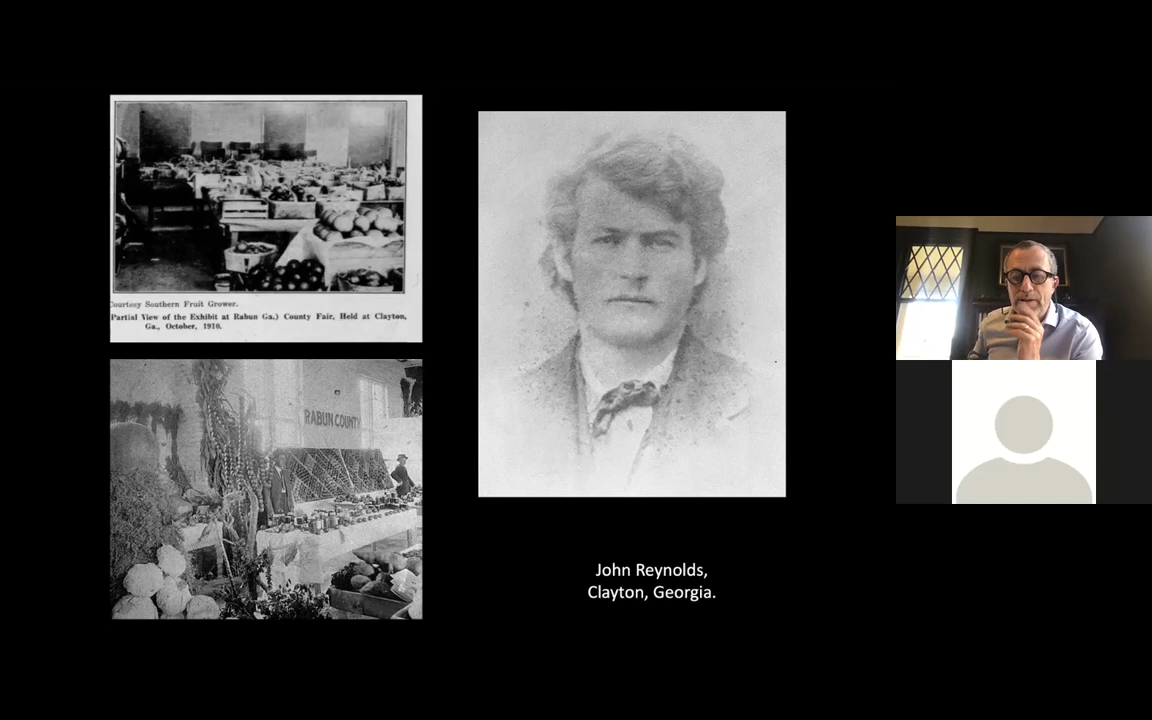 Courtesy Southern Fruit Grower.
Partial View of the Exhibit at Rabun Ga.) County Fair, Held at Clayton,
Ga., October, 1910.
RABUN COUNTY
John Reynolds,
Clayton, Georgia.